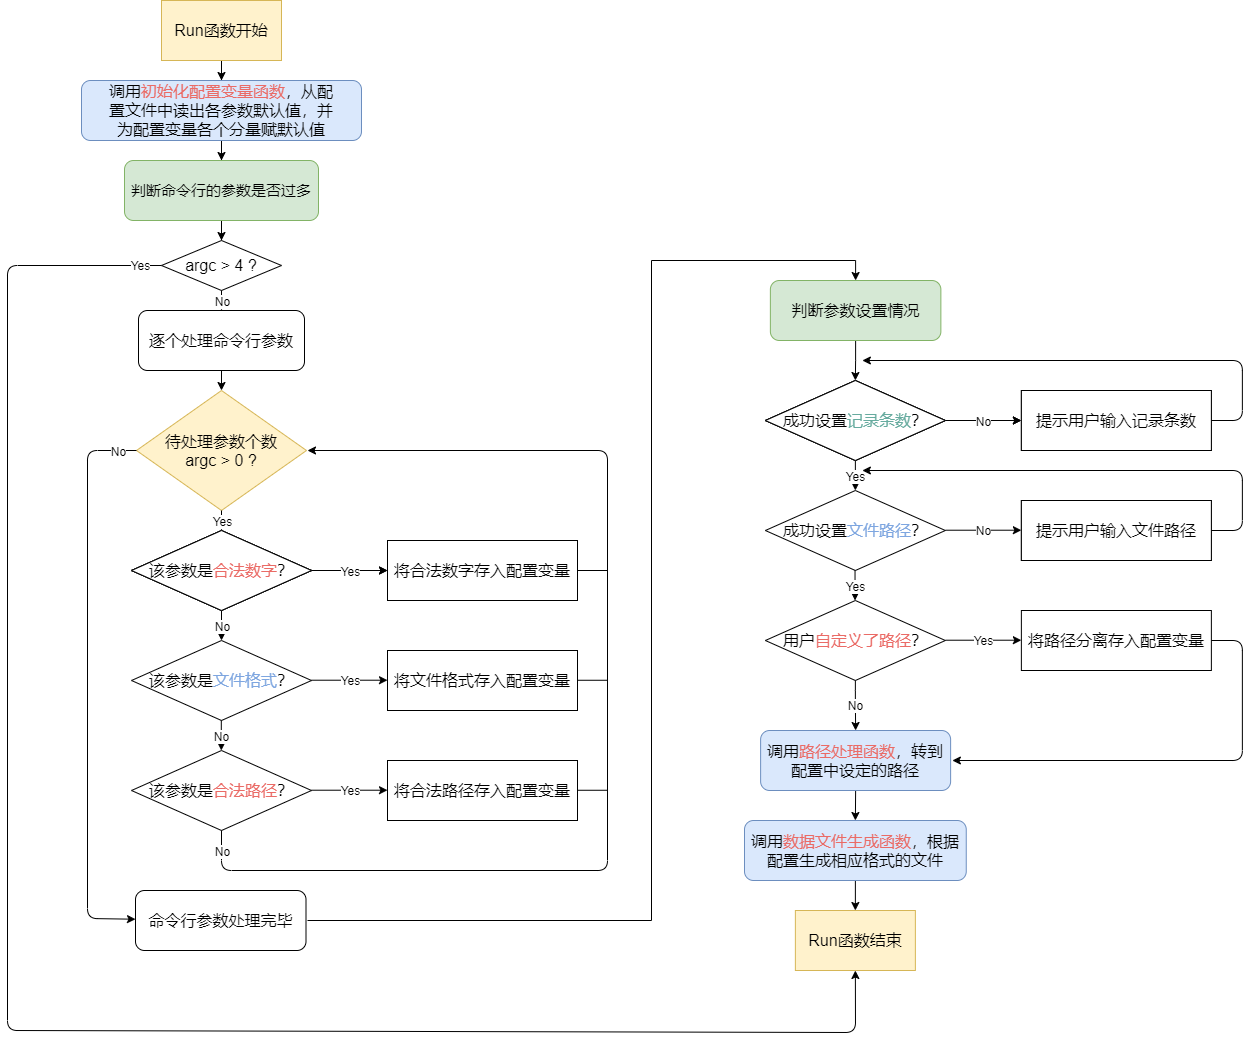 Run函数开始
调用初始化配置变量函数，从配
置文件中读出各参数默认值，并
为配置变量各个分量赋默认值
判断命令行的参数是否过多
argc > 4 ?
Yes
No
逐个处理命令行参数
待处理参数个数
argc > 0 ?
No
Yes
该参数是合法数字?
Yes
将合法数字存入配置变量
No
该参数是文件格式?
Yes
将文件格式存入配置变量
No
该参数是合法路径?
Yes
将合法路径存入配置变量
No
命令行参数处理完毕
判断参数设置情况
成功设置记录条数?
No
提示用户输入记录条数
Yes
成功设置文件路径?
No
提示用户输入文件路径
Yes
用户自定义了路径?
Yes
将路径分离存入配置变量
No
调用路径处理函数，转到
配置中设定的路径
调用数据文件生成函数，根据
配置生成相应格式的文件
Run函数结束